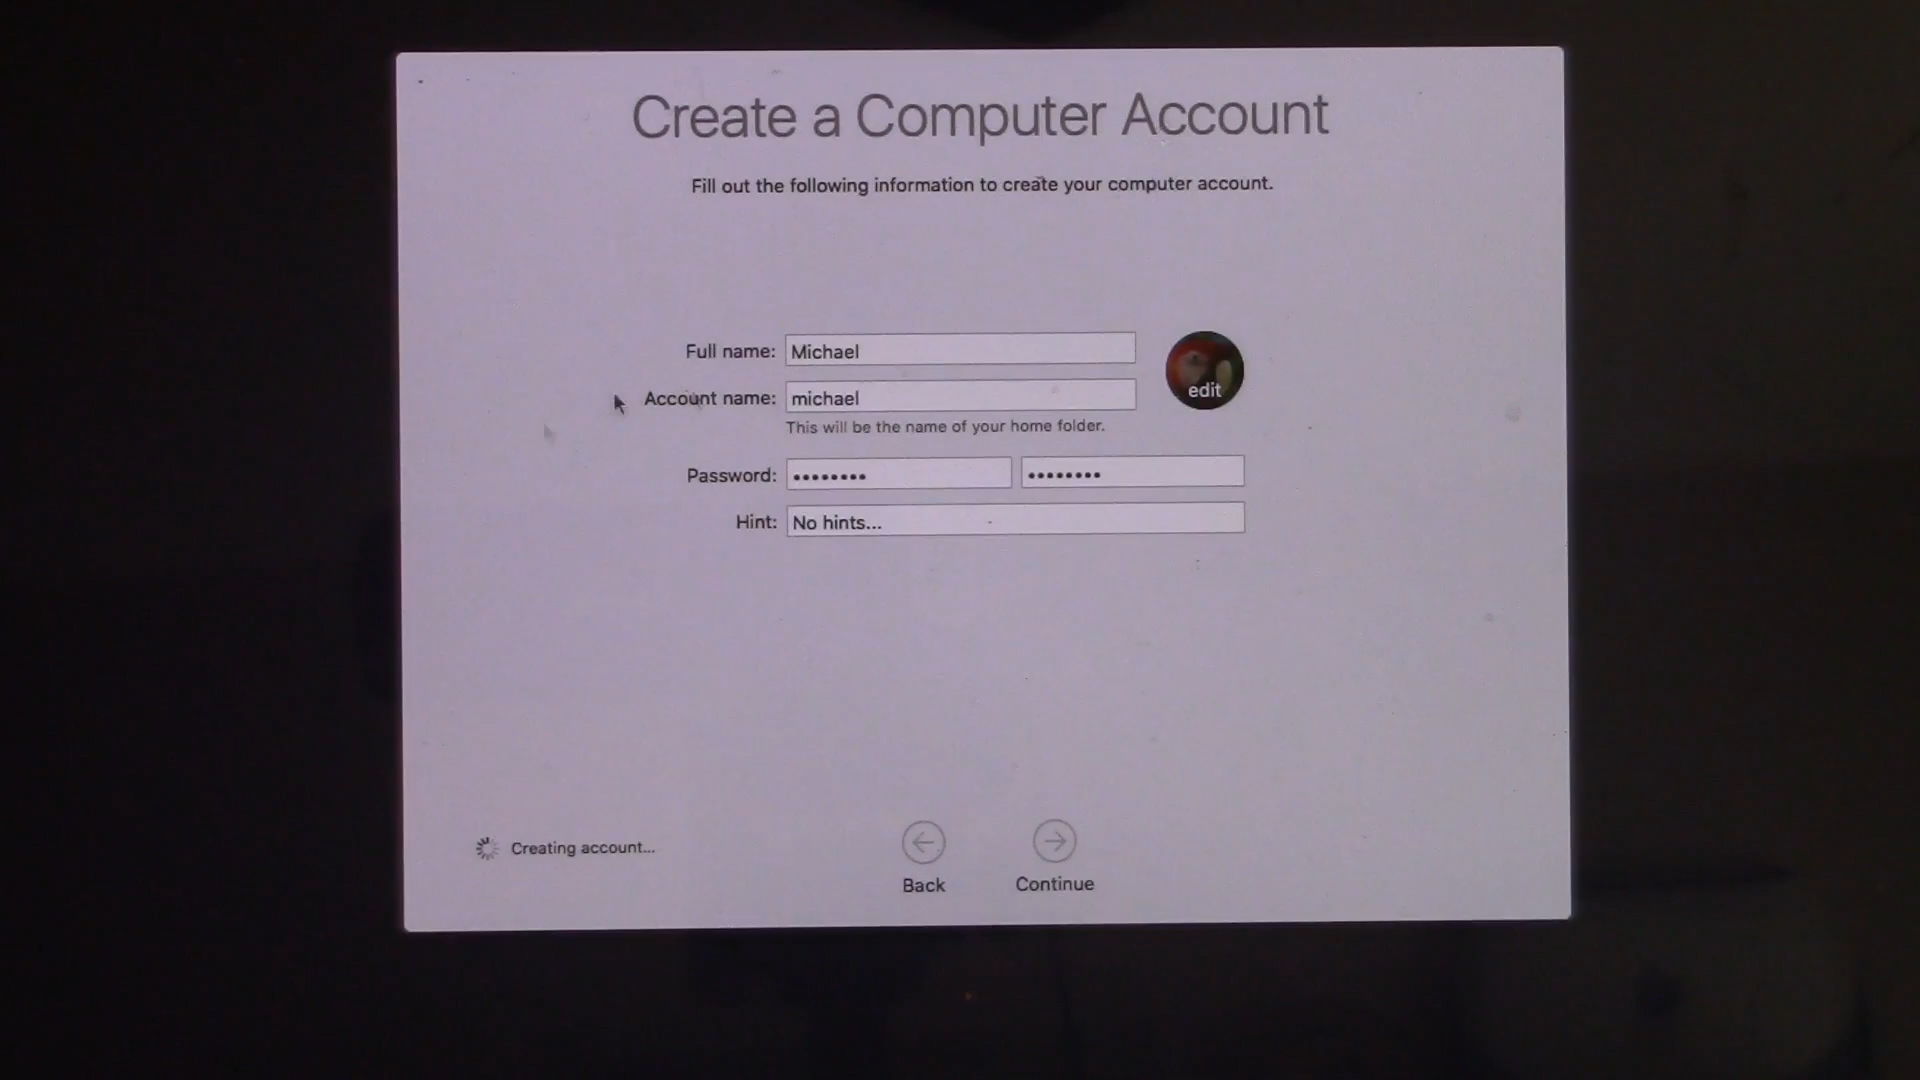 Create a Computer Account
Fill out the following information to create your computer account.
Full name: Michael
edit
Account name: michael
This will be the name of your home folder.
Password: •••••••• ••••••••
Hint: No hints...
Creating account...
Back
Continue